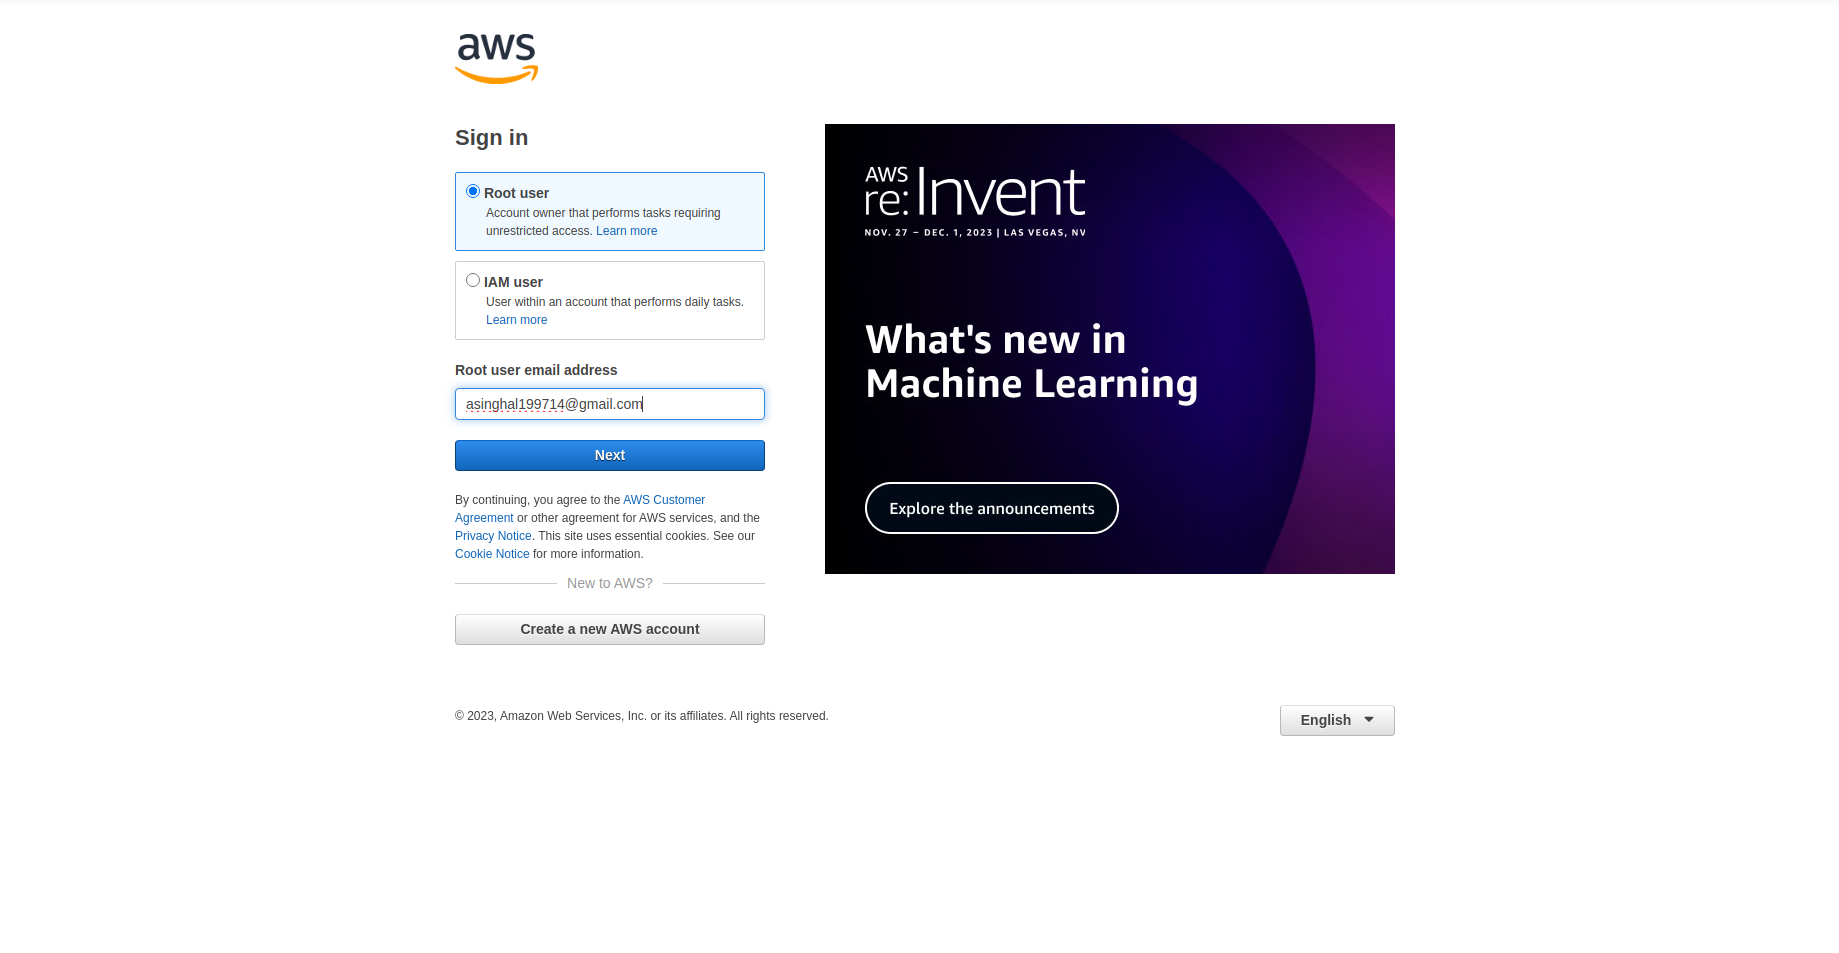 aws
Sign in
Root user
Account owner that performs tasks requiring
unrestricted access. Learn more
IAM user
User within an account that performs daily tasks.
Learn more
Root user email address
asinghal199714@gmail.com
Next
By continuing, you agree to the AWS Customer
Agreement or other agreement for AWS services, and the
Privacy Notice. This site uses essential cookies. See our
Cookie Notice for more information.
New to AWS?
Create a new AWS account
AWS
re:Invent
NOV. 27 – DEC. 1, 2023 | LAS VEGAS, NV
What's new in
Machine Learning
Explore the announcements
© 2023, Amazon Web Services, Inc. or its affiliates. All rights reserved.
English